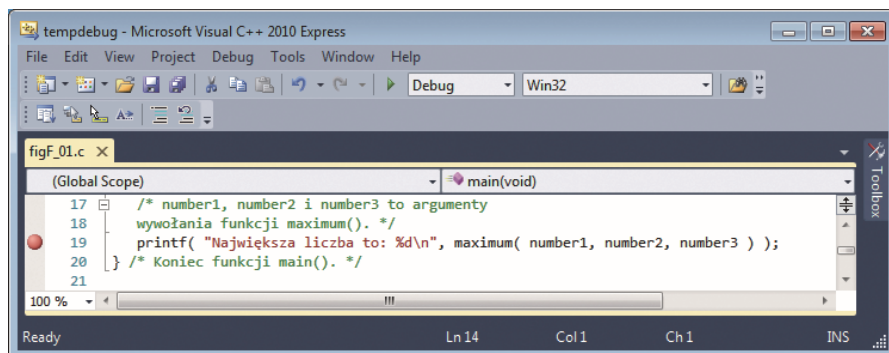 tempdebug - Microsoft Visual C++ 2010 Express
File Edit View Project Debug Tools Window Help
Debug Win32
figF_01.c
Toolbox
(Global Scope) main(void)
17 /* number1, number2 i number3 to argumenty
18 wywołania funkcji maximum(). */
19 printf( "Największa liczba to: %d\n", maximum( number1, number2, number3 ) );
20 } /* Koniec funkcji main(). */
21
100 %
Ready Ln 14 Col 1 Ch 1 INS